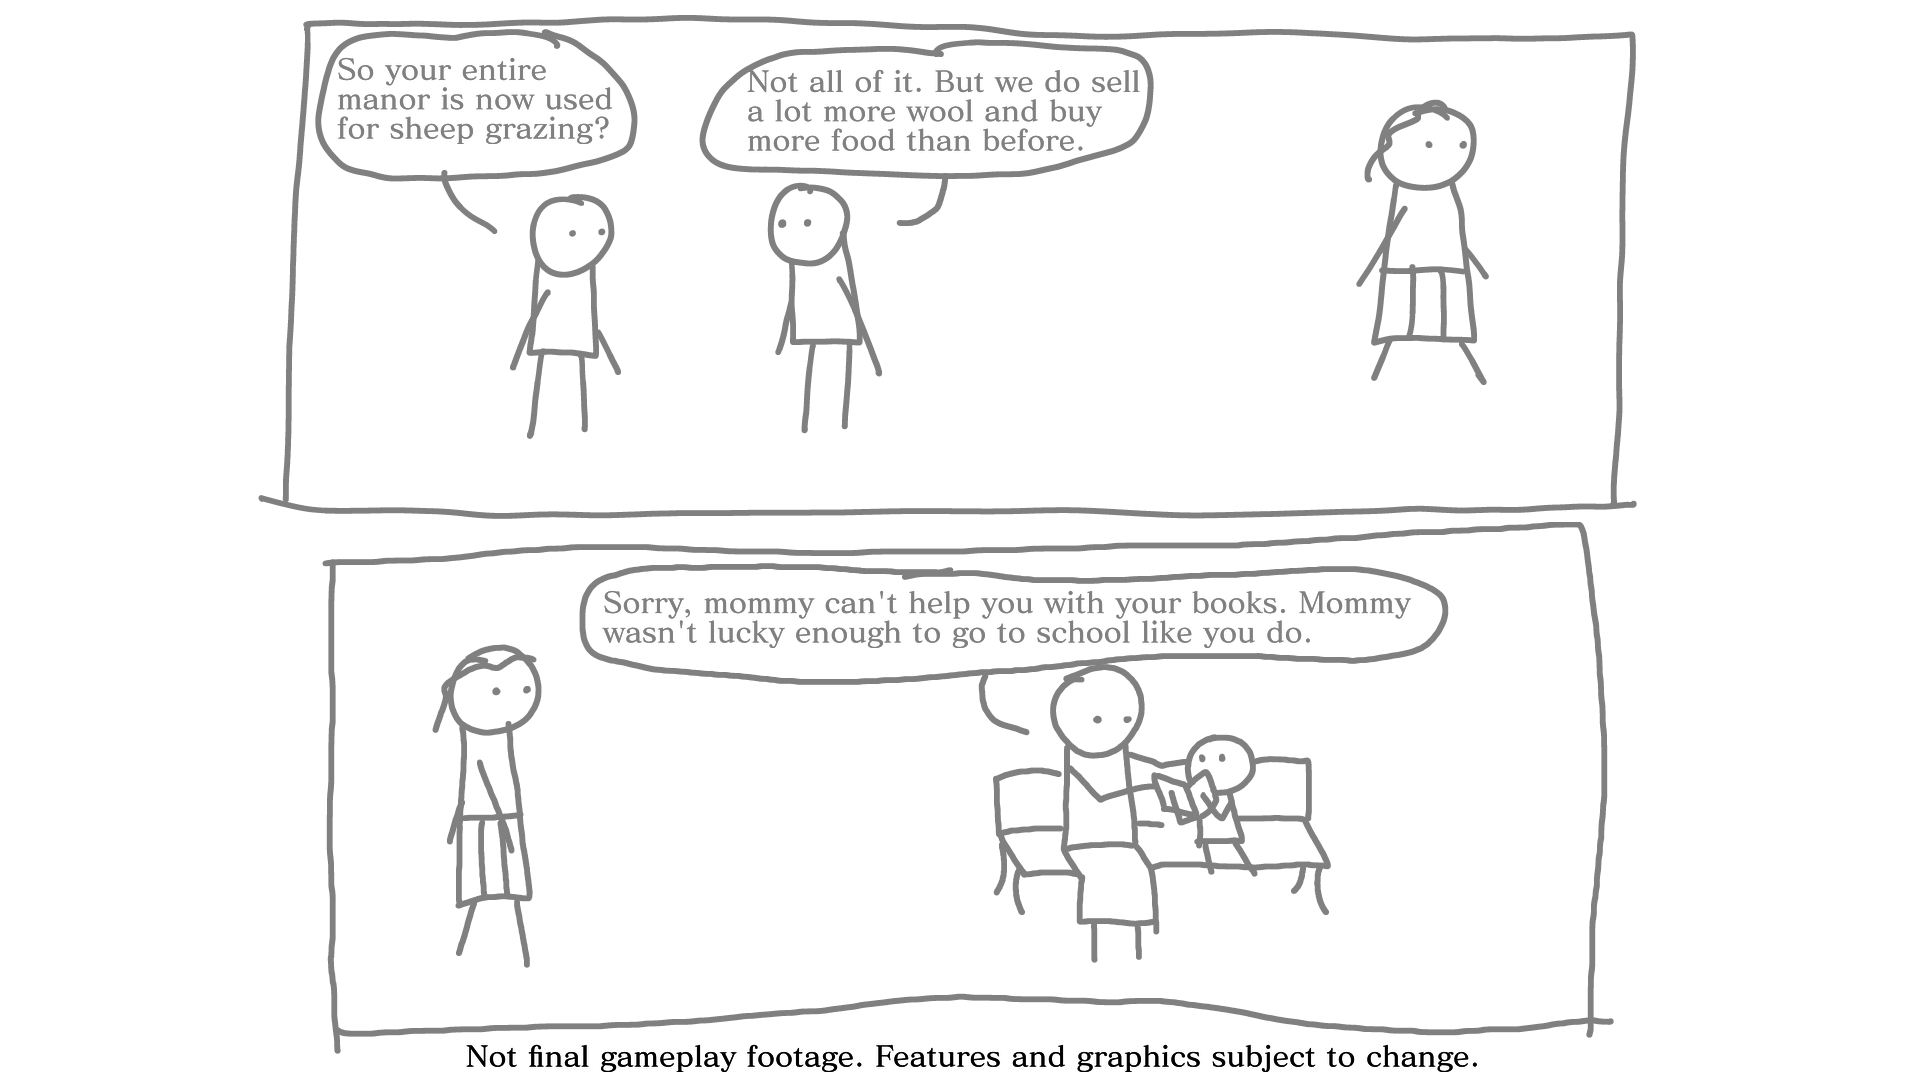 So your entire
manor is now used
for sheep grazing?
Not all of it. But we do sell
a lot more wool and buy
more food than before.
Sorry, mommy can't help you with your books. Mommy
wasn't lucky enough to go to school like you do.
Not final gameplay footage. Features and graphics subject to change.